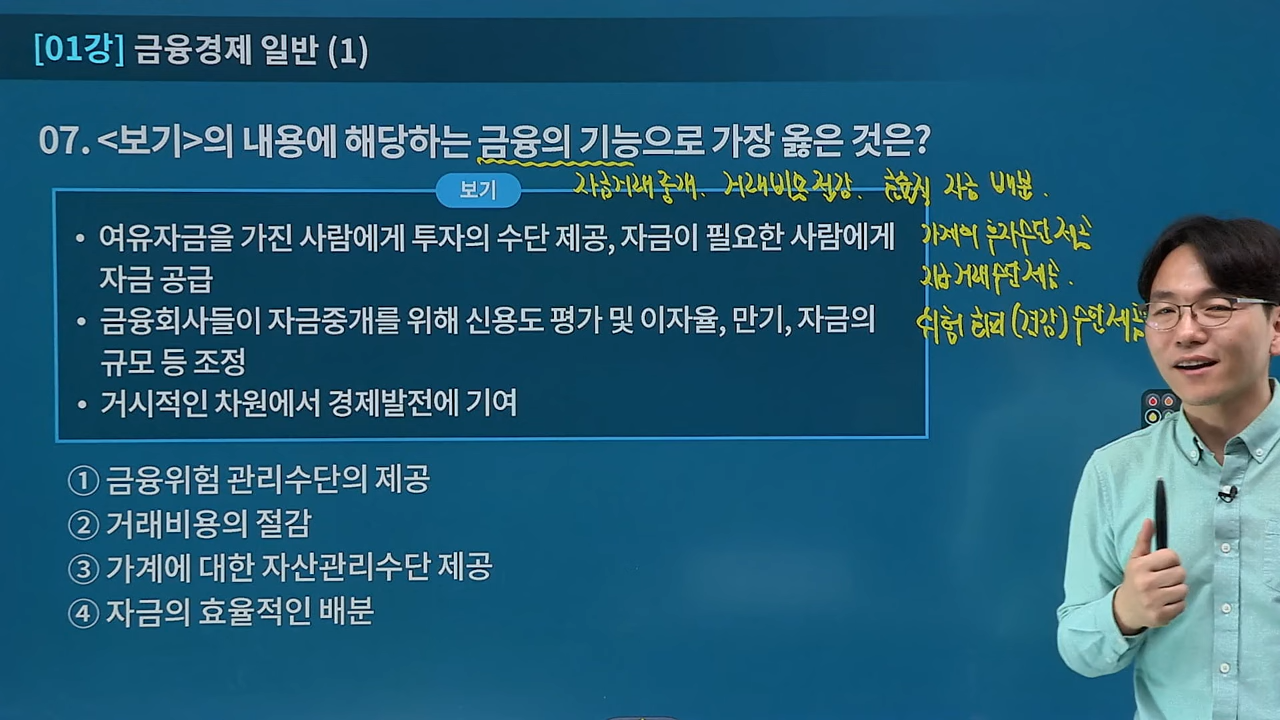 [01강] 금융경제 일반 (1)
07. <보기>의 내용에 해당하는 금융의 기능으로 가장 옳은 것은?
보기
자금거래 중개. 거래비용 절감. 효율적 자금 배분.
• 여유자금을 가진 사람에게 투자의 수단 제공, 자금이 필요한 사람에게
자금 공급
• 금융회사들이 자금중개를 위해 신용도 평가 및 이자율, 만기, 자금의
규모 등 조정
• 거시적인 차원에서 경제발전에 기여
투자수단 제공
거래수단 제공.
위험 회피 (전감) 수단 제공
① 금융위험 관리수단의 제공
② 거래비용의 절감
③ 가계에 대한 자산관리수단 제공
④ 자금의 효율적인 배분